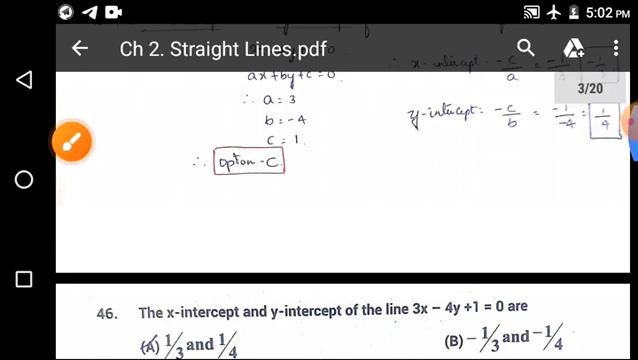 5:02 PM
Ch 2. Straight Lines.pdf
3/20
ax+by+c=0
∴ a = 3
b = -4
c = 1
∴ option - C
∴ x-intercept = -c/a = -1/3
y-intercept = -c/b = -1/-4 = 1/4
46. The x-intercept and y-intercept of the line 3x − 4y +1 = 0 are
(A) 1/3 and 1/4
(B) −1/3 and −1/4